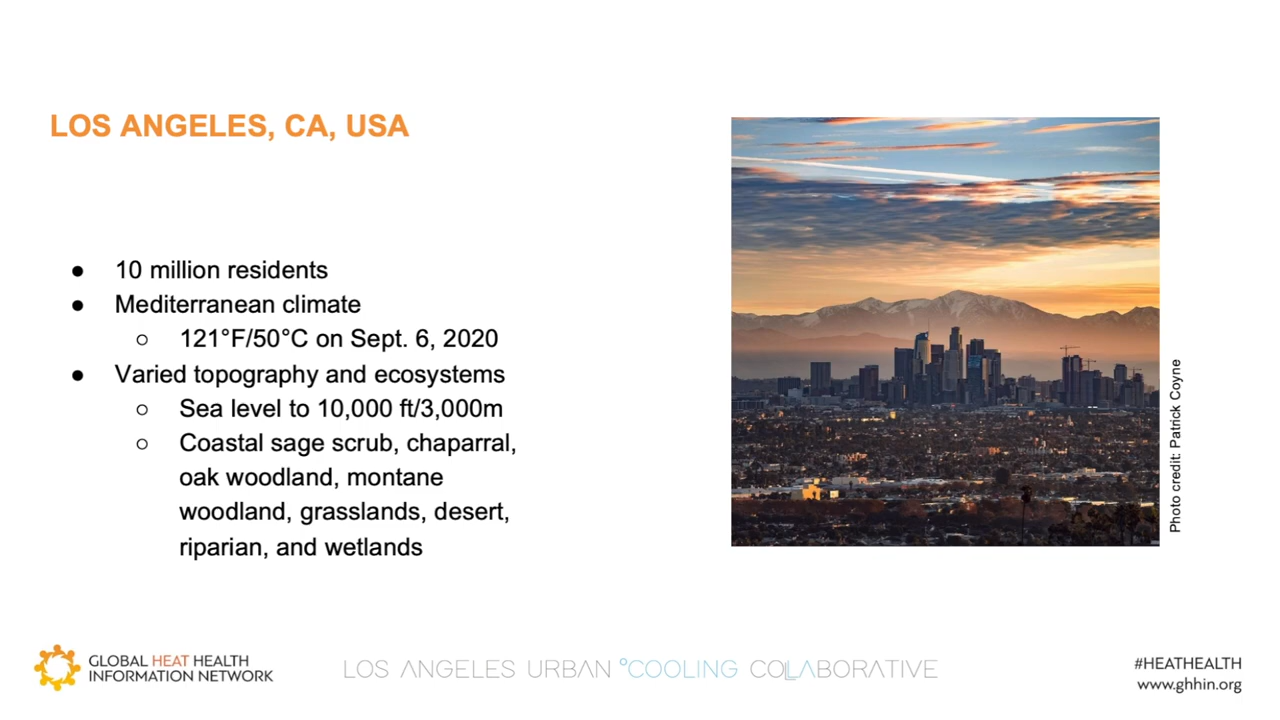 LOS ANGELES, CA, USA
● 10 million residents
● Mediterranean climate
○ 121°F/50°C on Sept. 6, 2020
● Varied topography and ecosystems
○ Sea level to 10,000 ft/3,000m
○ Coastal sage scrub, chaparral,
oak woodland, montane
woodland, grasslands, desert,
riparian, and wetlands
Photo credit: Patrick Coyne
GLOBAL HEAT HEALTH
INFORMATION NETWORK
LOS ANGELES URBAN °COOLING COLLABORATIVE
#HEATHEALTH
www.ghhin.org